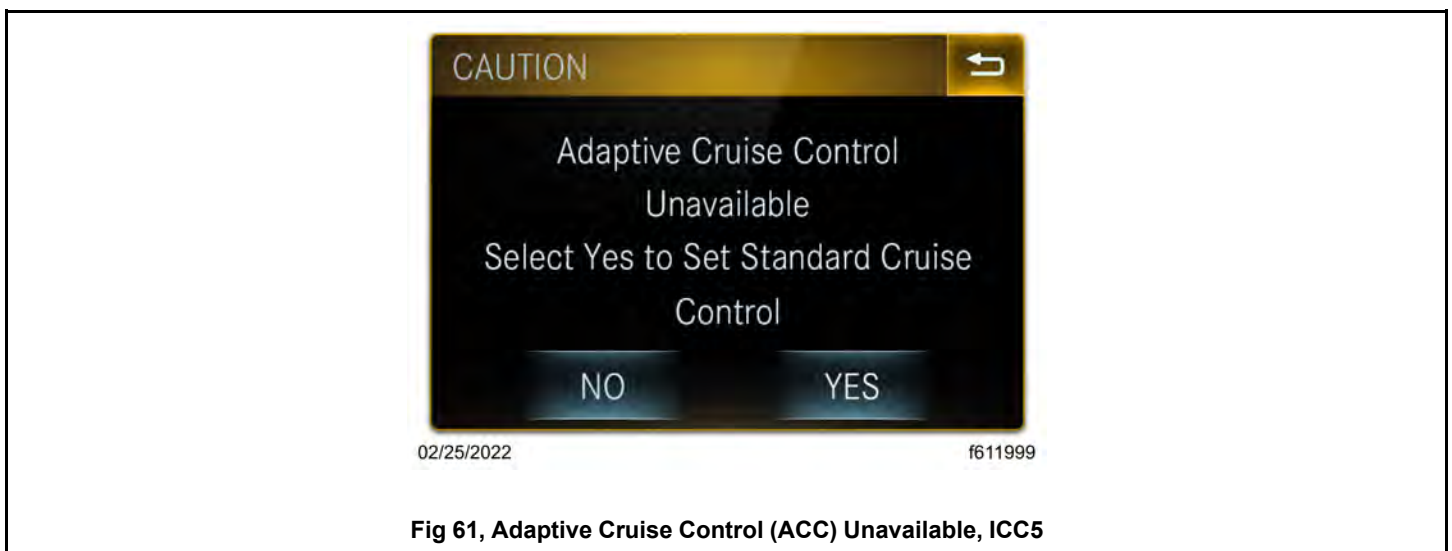 CAUTION
Adaptive Cruise Control
Unavailable
Select Yes to Set Standard Cruise
Control
NO YES
02/25/2022 f611999
Fig 61, Adaptive Cruise Control (ACC) Unavailable, ICC5